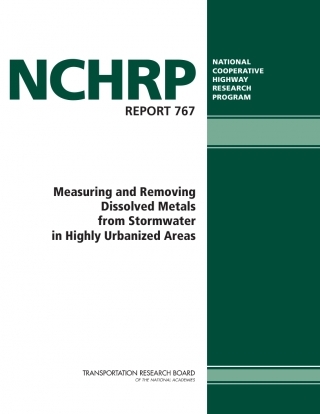 NCHRP
REPORT 767
NATIONAL
COOPERATIVE
HIGHWAY
RESEARCH
PROGRAM
Measuring and Removing
Dissolved Metals
from Stormwater
in Highly Urbanized Areas
TRANSPORTATION RESEARCH BOARD
OF THE NATIONAL ACADEMIES